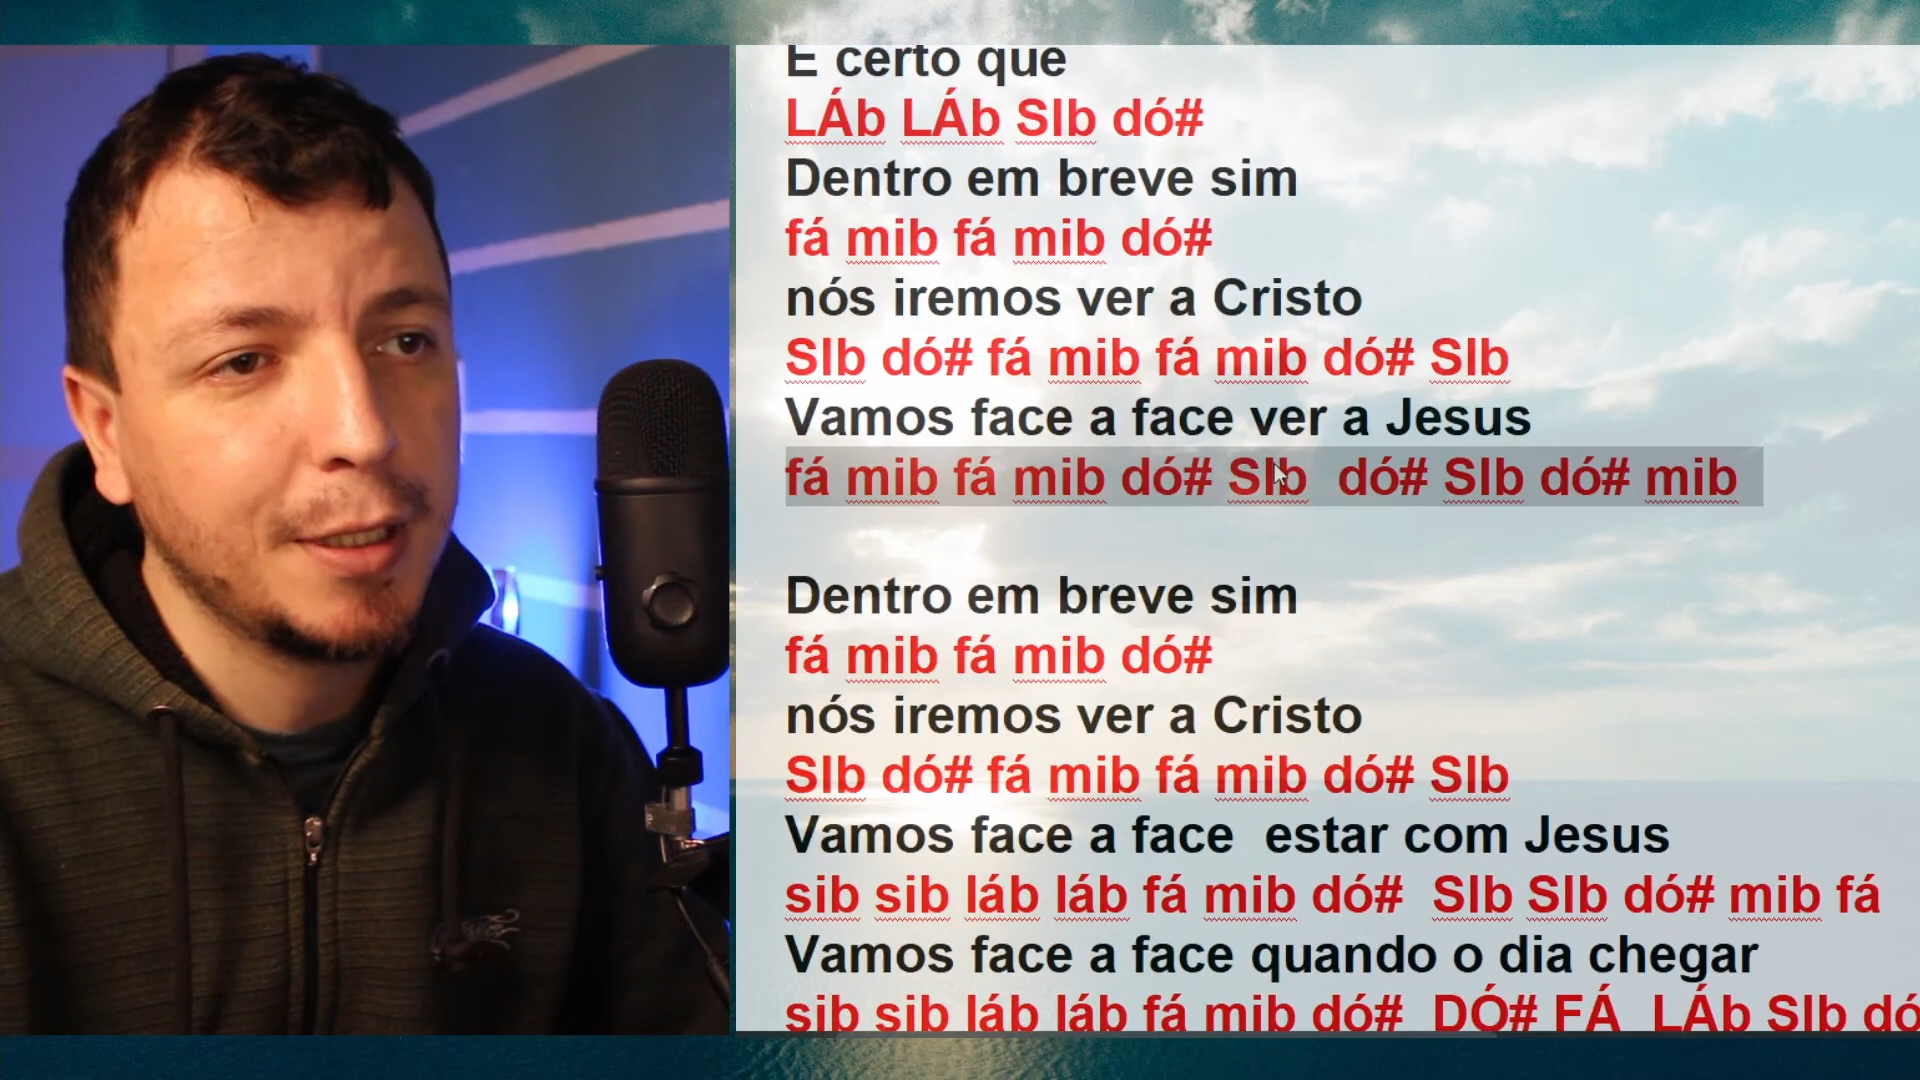 E certo que
LÁb LÁb SIb dó#
Dentro em breve sim
fá mib fá mib dó#
nós iremos ver a Cristo
SIb dó# fá mib fá mib dó# SIb
Vamos face a face ver a Jesus
fá mib fá mib dó# SIb dó# SIb dó# mib
Dentro em breve sim
fá mib fá mib dó#
nós iremos ver a Cristo
SIb dó# fá mib fá mib dó# SIb
Vamos face a face estar com Jesus
sib sib láb láb fá mib dó# SIb SIb dó# mib fá
Vamos face a face quando o dia chegar
sib sib láb láb fá mib dó# DÓ# FÁ LÁb SIb dó